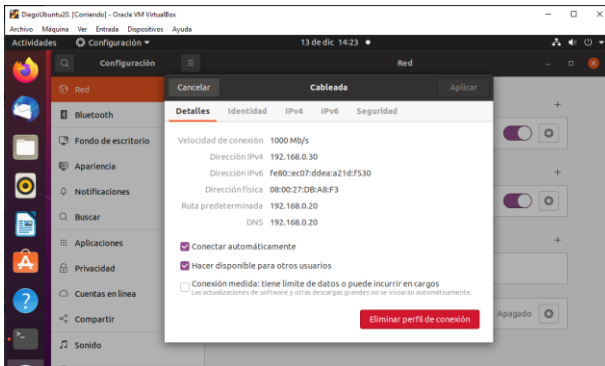 DiegoUbuntu20. [Corriendo] - Oracle VM VirtualBox
Archivo Máquina Ver Entrada Dispositivos Ayuda
Actividades Configuración 13 de dic 14:23
Configuración Red
Red
Bluetooth
Fondo de escritorio
Apariencia
Notificaciones
Buscar
Aplicaciones
Privacidad
Cuentas en línea
Compartir
Sonido
Cancelar Cableada Aplicar
Detalles Identidad IPv4 IPv6 Seguridad
Velocidad de conexión 1000 Mb/s
Dirección IPv4 192.168.0.30
Dirección IPv6 fe80::ec07:ddea:a21d:f530
Dirección física 08:00:27:DB:A8:F3
Ruta predeterminada 192.168.0.20
DNS 192.168.0.20
Conectar automáticamente
Hacer disponible para otros usuarios
Conexión medida: tiene límite de datos o puede incurrir en cargos
Las actualizaciones de software y otras descargas grandes no se iniciarán automáticamente.
Eliminar perfil de conexión
Apagado